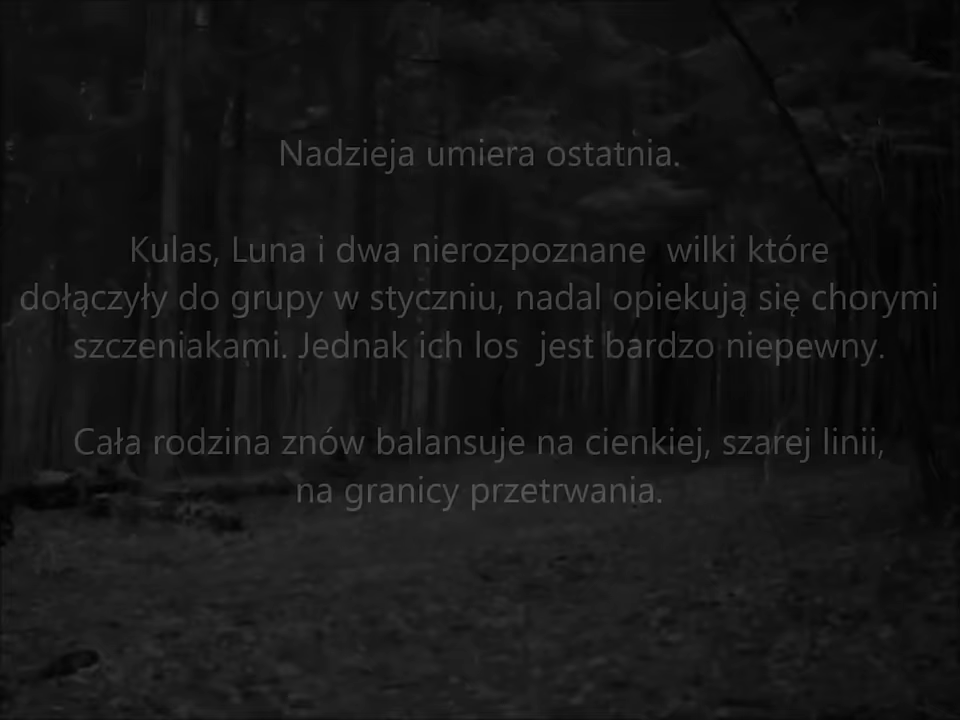 Nadzieja umiera ostatnia.
Kulas, Luna i dwa nierozpoznane  wilki które
dołączyły do grupy w styczniu, nadal opiekują się chorymi
szczeniakami. Jednak ich los  jest bardzo niepewny.
Cała rodzina znów balansuje na cienkiej, szarej linii,
na granicy przetrwania.